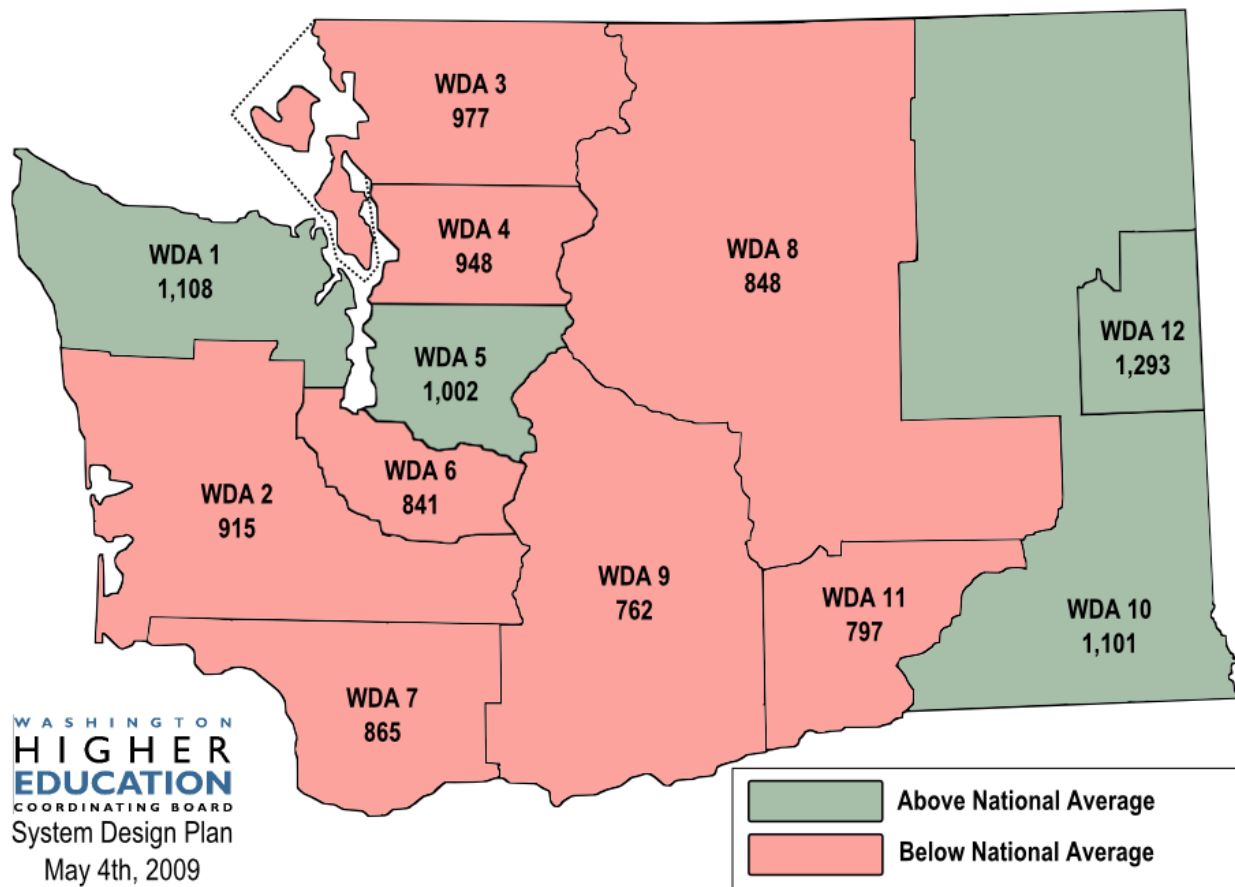 WDA 3
977
WDA 4
948
WDA 8
848
WDA 1
1,108
WDA 5
1,002
WDA 12
1,293
WDA 6
841
WDA 2
915
WDA 9
762
WDA 11
797
WDA 10
1,101
WDA 7
865
WASHINGTON
HIGHER
EDUCATION
COORDINATING BOARD
System Design Plan
May 4th, 2009
Above National Average
Below National Average